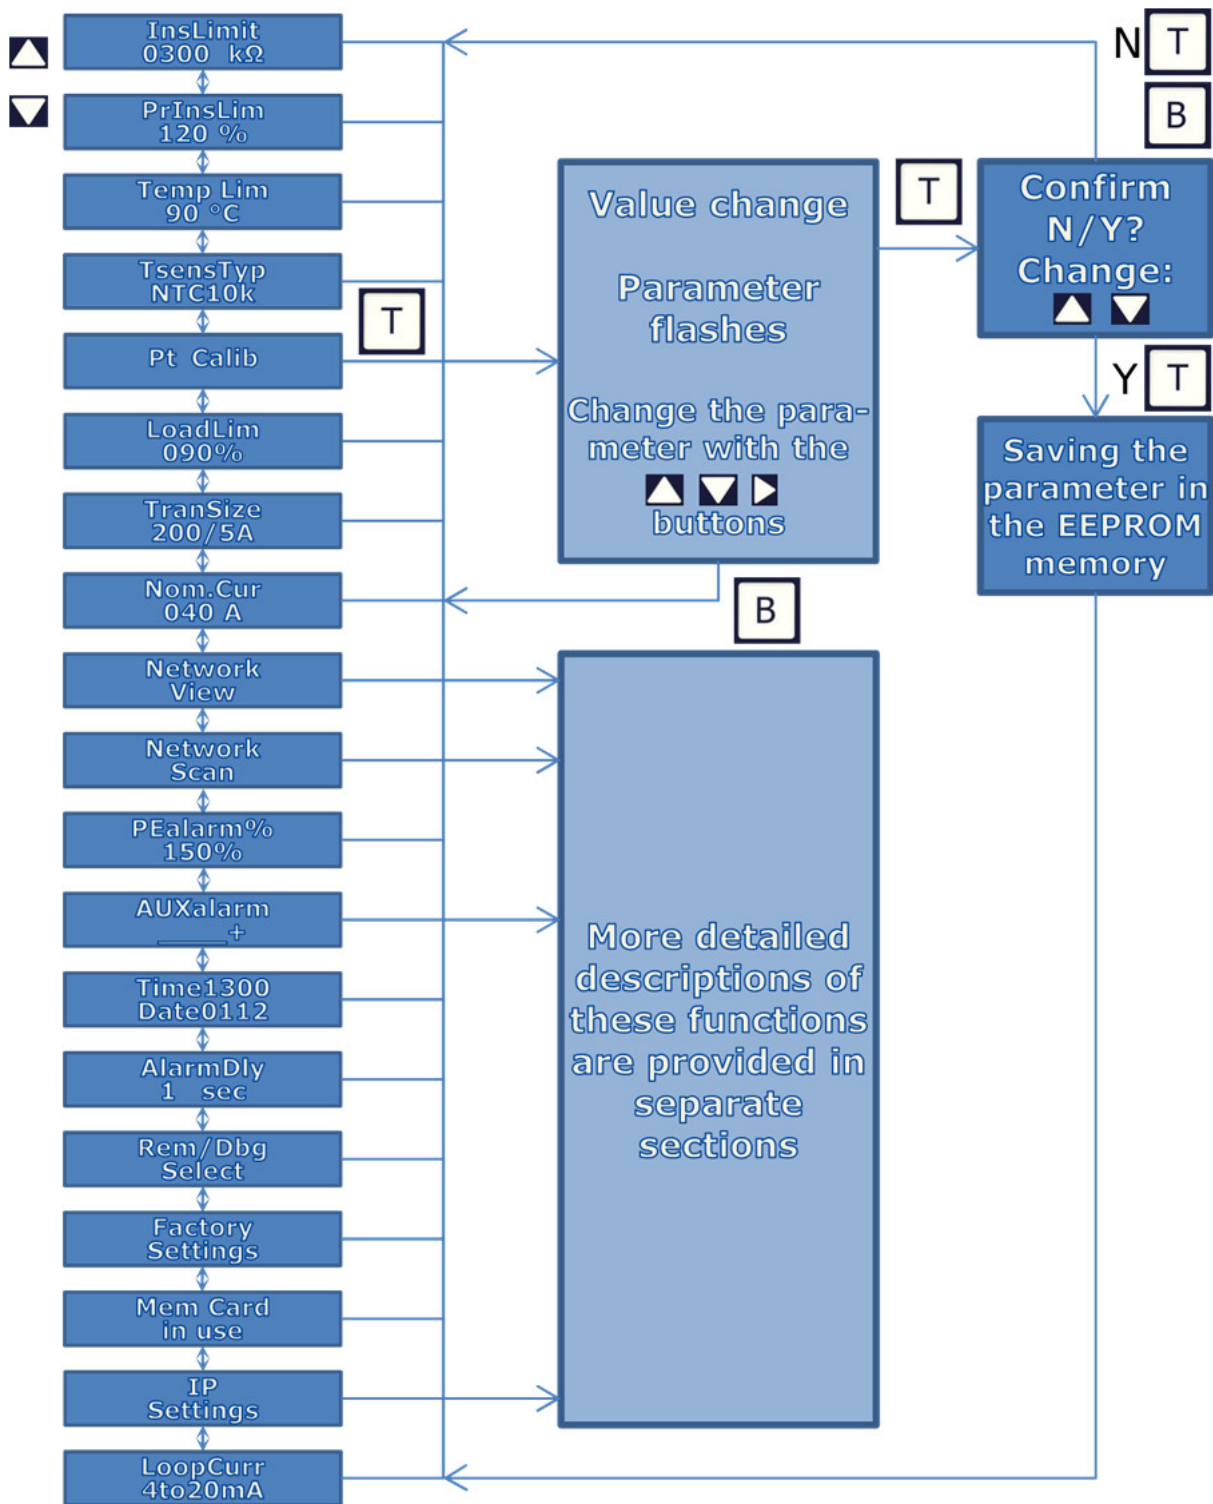 InsLimit
0300 kΩ
PrInsLim
120 %
Temp Lim
90 °C
TsensTyp
NTC10k
Pt Calib
LoadLim
090%
TranSize
200/5A
Nom.Cur
040 A
Network
View
Network
Scan
PEalarm%
150%
AUXalarm
_____+
Time1300
Date0112
AlarmDly
1 sec
Rem/Dbg
Select
Factory
Settings
Mem Card
in use
IP
Settings
LoopCurr
4to20mA
T
Value change
Parameter
flashes
Change the para-
meter with the
buttons
T
B
Confirm
N/Y?
Change:
N T
B
Y T
Saving the
parameter in
the EEPROM
memory
More detailed
descriptions of
these functions
are provided in
separate
sections